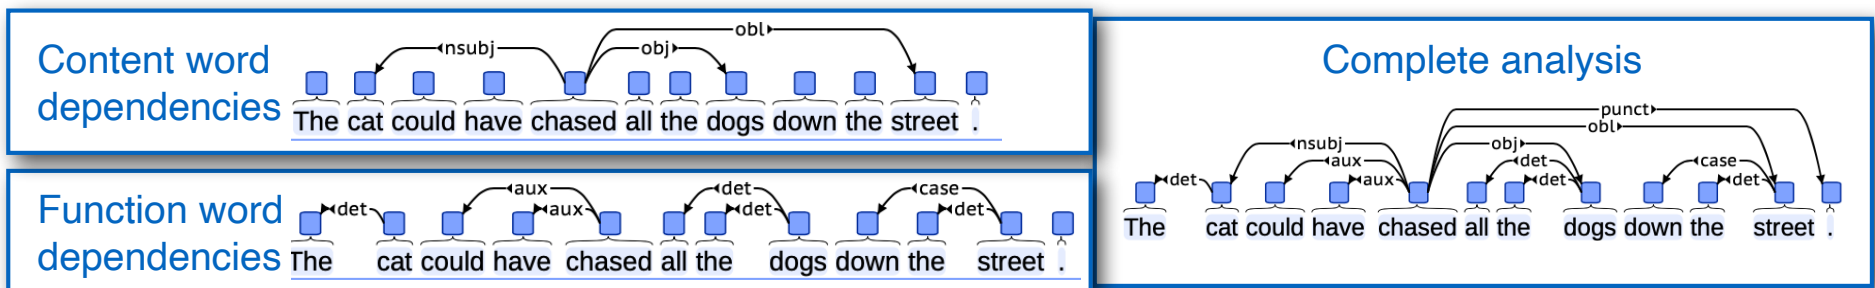 Content word
dependencies
obl
nsubj obj
The cat could have chased all the dogs down the street .
Function word
dependencies
aux det case
det aux det det
The cat could have chased all the dogs down the street .
Complete analysis
punct
obl
nsubj obj
aux det case
det aux det det
The cat could have chased all the dogs down the street .